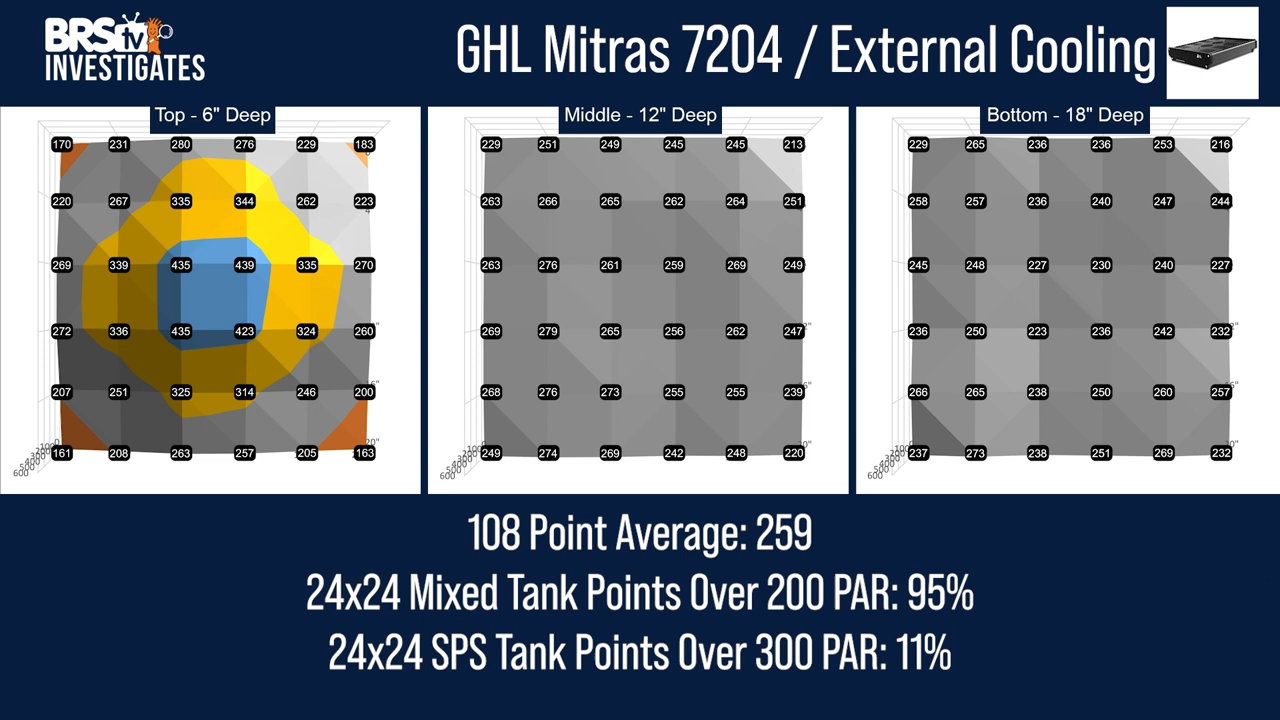 BRStv
INVESTIGATES
GHL Mitras 7204 / External Cooling
Top - 6" Deep
170 231 280 276 229 183
220 267 335 344 262 223
269 339 435 439 335 270
272 336 435 423 324 260
207 251 325 314 246 200
161 208 263 257 205 163
Middle - 12" Deep
229 251 249 245 245 213
263 266 265 262 264 251
263 276 261 259 269 249
269 279 265 256 262 247
268 276 273 255 255 239
249 274 269 242 248 220
Bottom - 18" Deep
229 265 236 236 253 216
258 257 236 240 247 244
245 248 227 230 240 227
236 250 223 236 242 232
266 265 238 250 260 257
237 273 238 251 269 232
108 Point Average: 259
24x24 Mixed Tank Points Over 200 PAR: 95%
24x24 SPS Tank Points Over 300 PAR: 11%